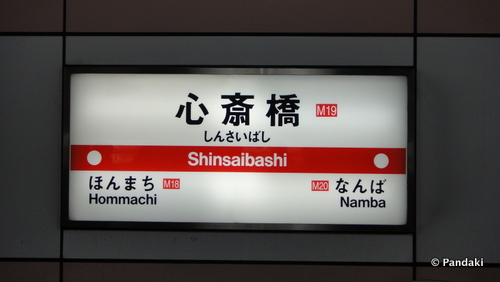 心斎橋 M19
しんさいばし
Shinsaibashi
ほんまち M18 M20 なんば
Hommachi Namba
© Pandaki